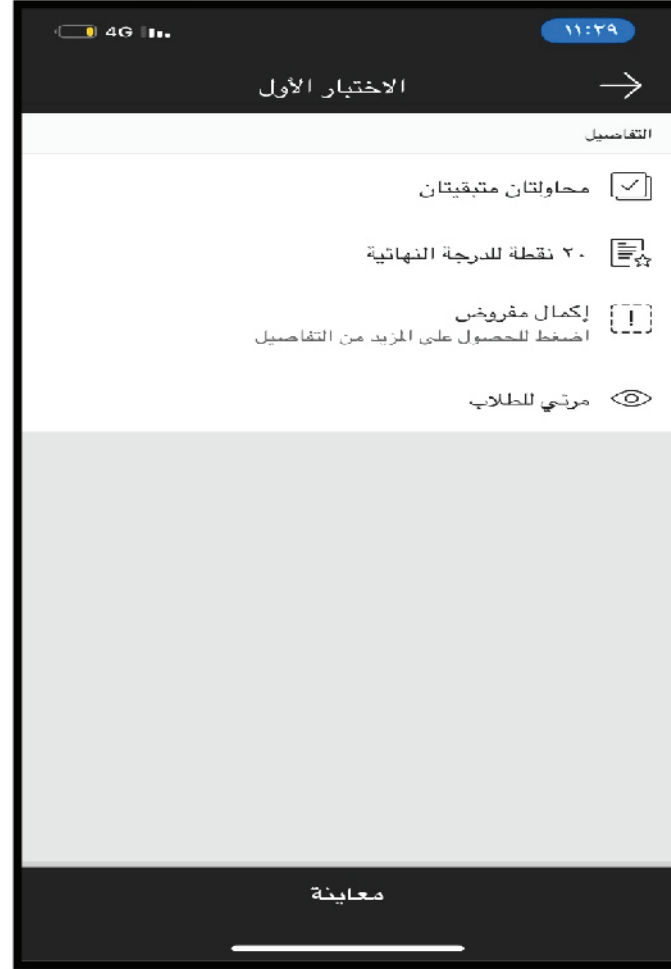 4G ١١:٢٩
الاختبار الأول
التفاصيل
محاولتان متبقيتان
٢٠ نقطة للدرجة النهائية
إكمال مفروض
اضغط للحصول على المزيد من التفاصيل
مرئي للطلاب
معاينة